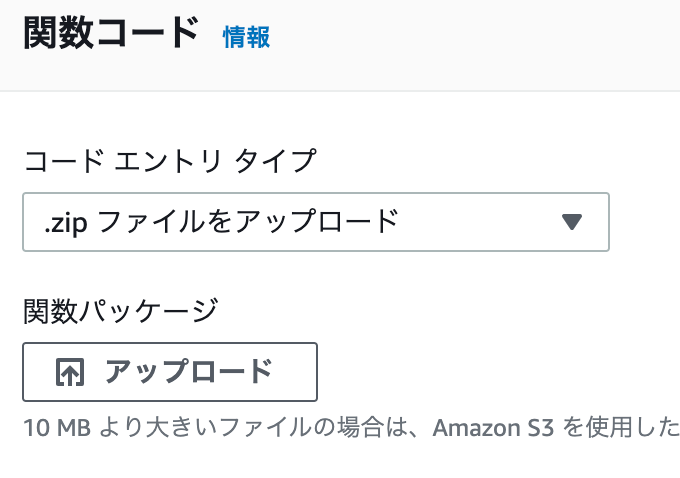 関数コード 情報
コード エントリ タイプ
.zip ファイルをアップロード
関数パッケージ
アップロード
10 MB より大きいファイルの場合は、Amazon S3 を使用した